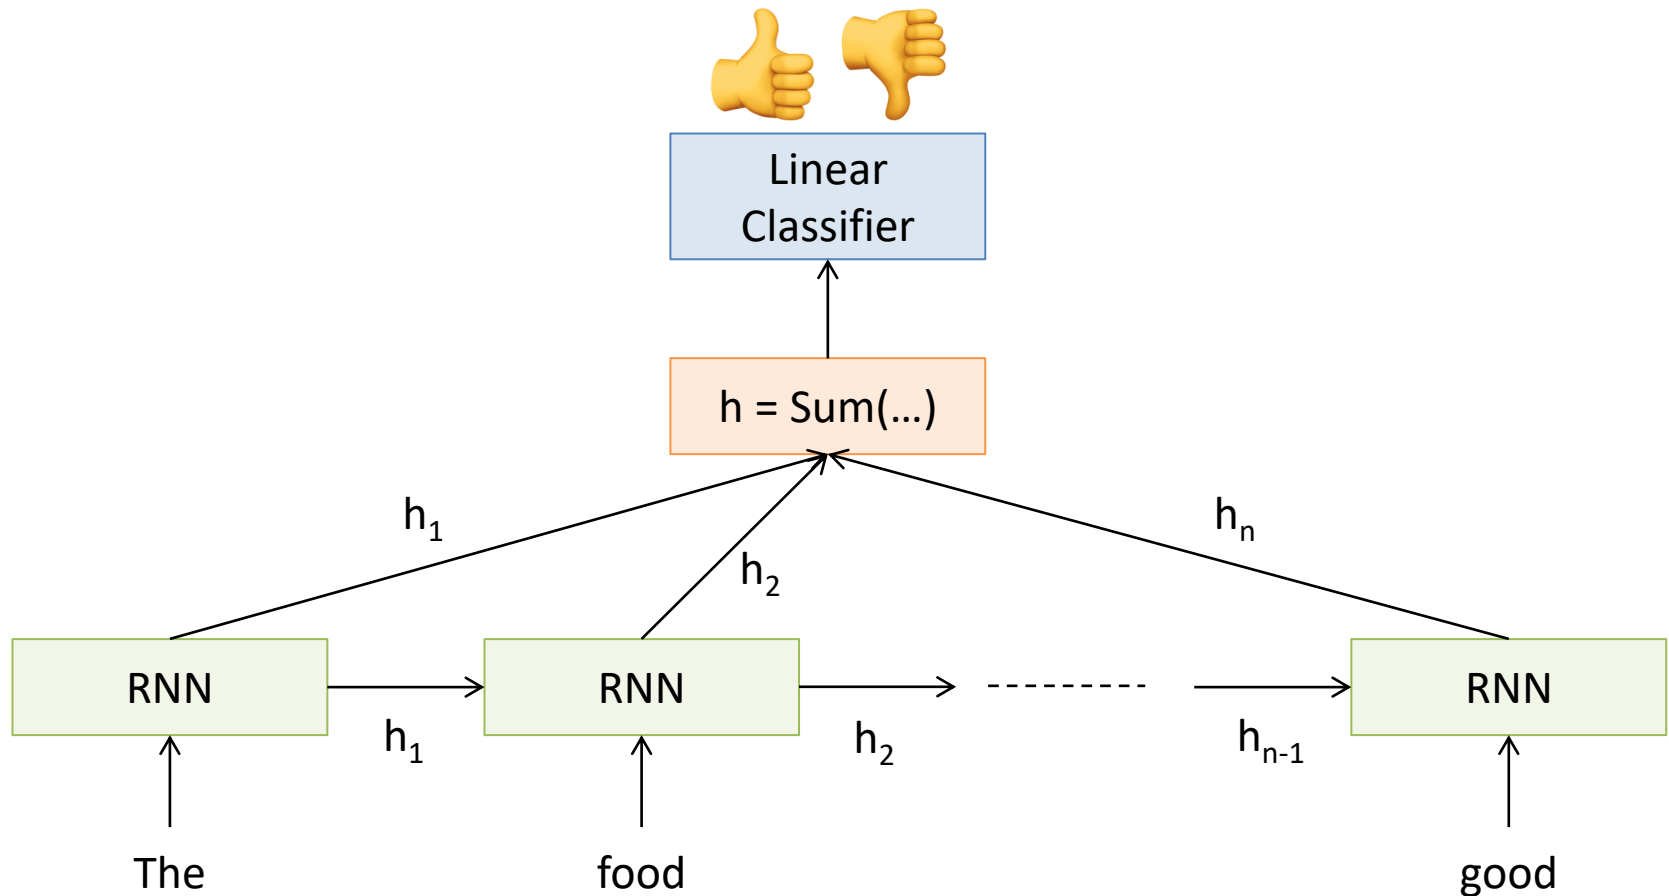 Linear
Classifier
h = Sum(...)
h₁
hₙ
h₂
RNN
RNN
RNN
h₁
h₂
hₙ₋₁
The
food
good